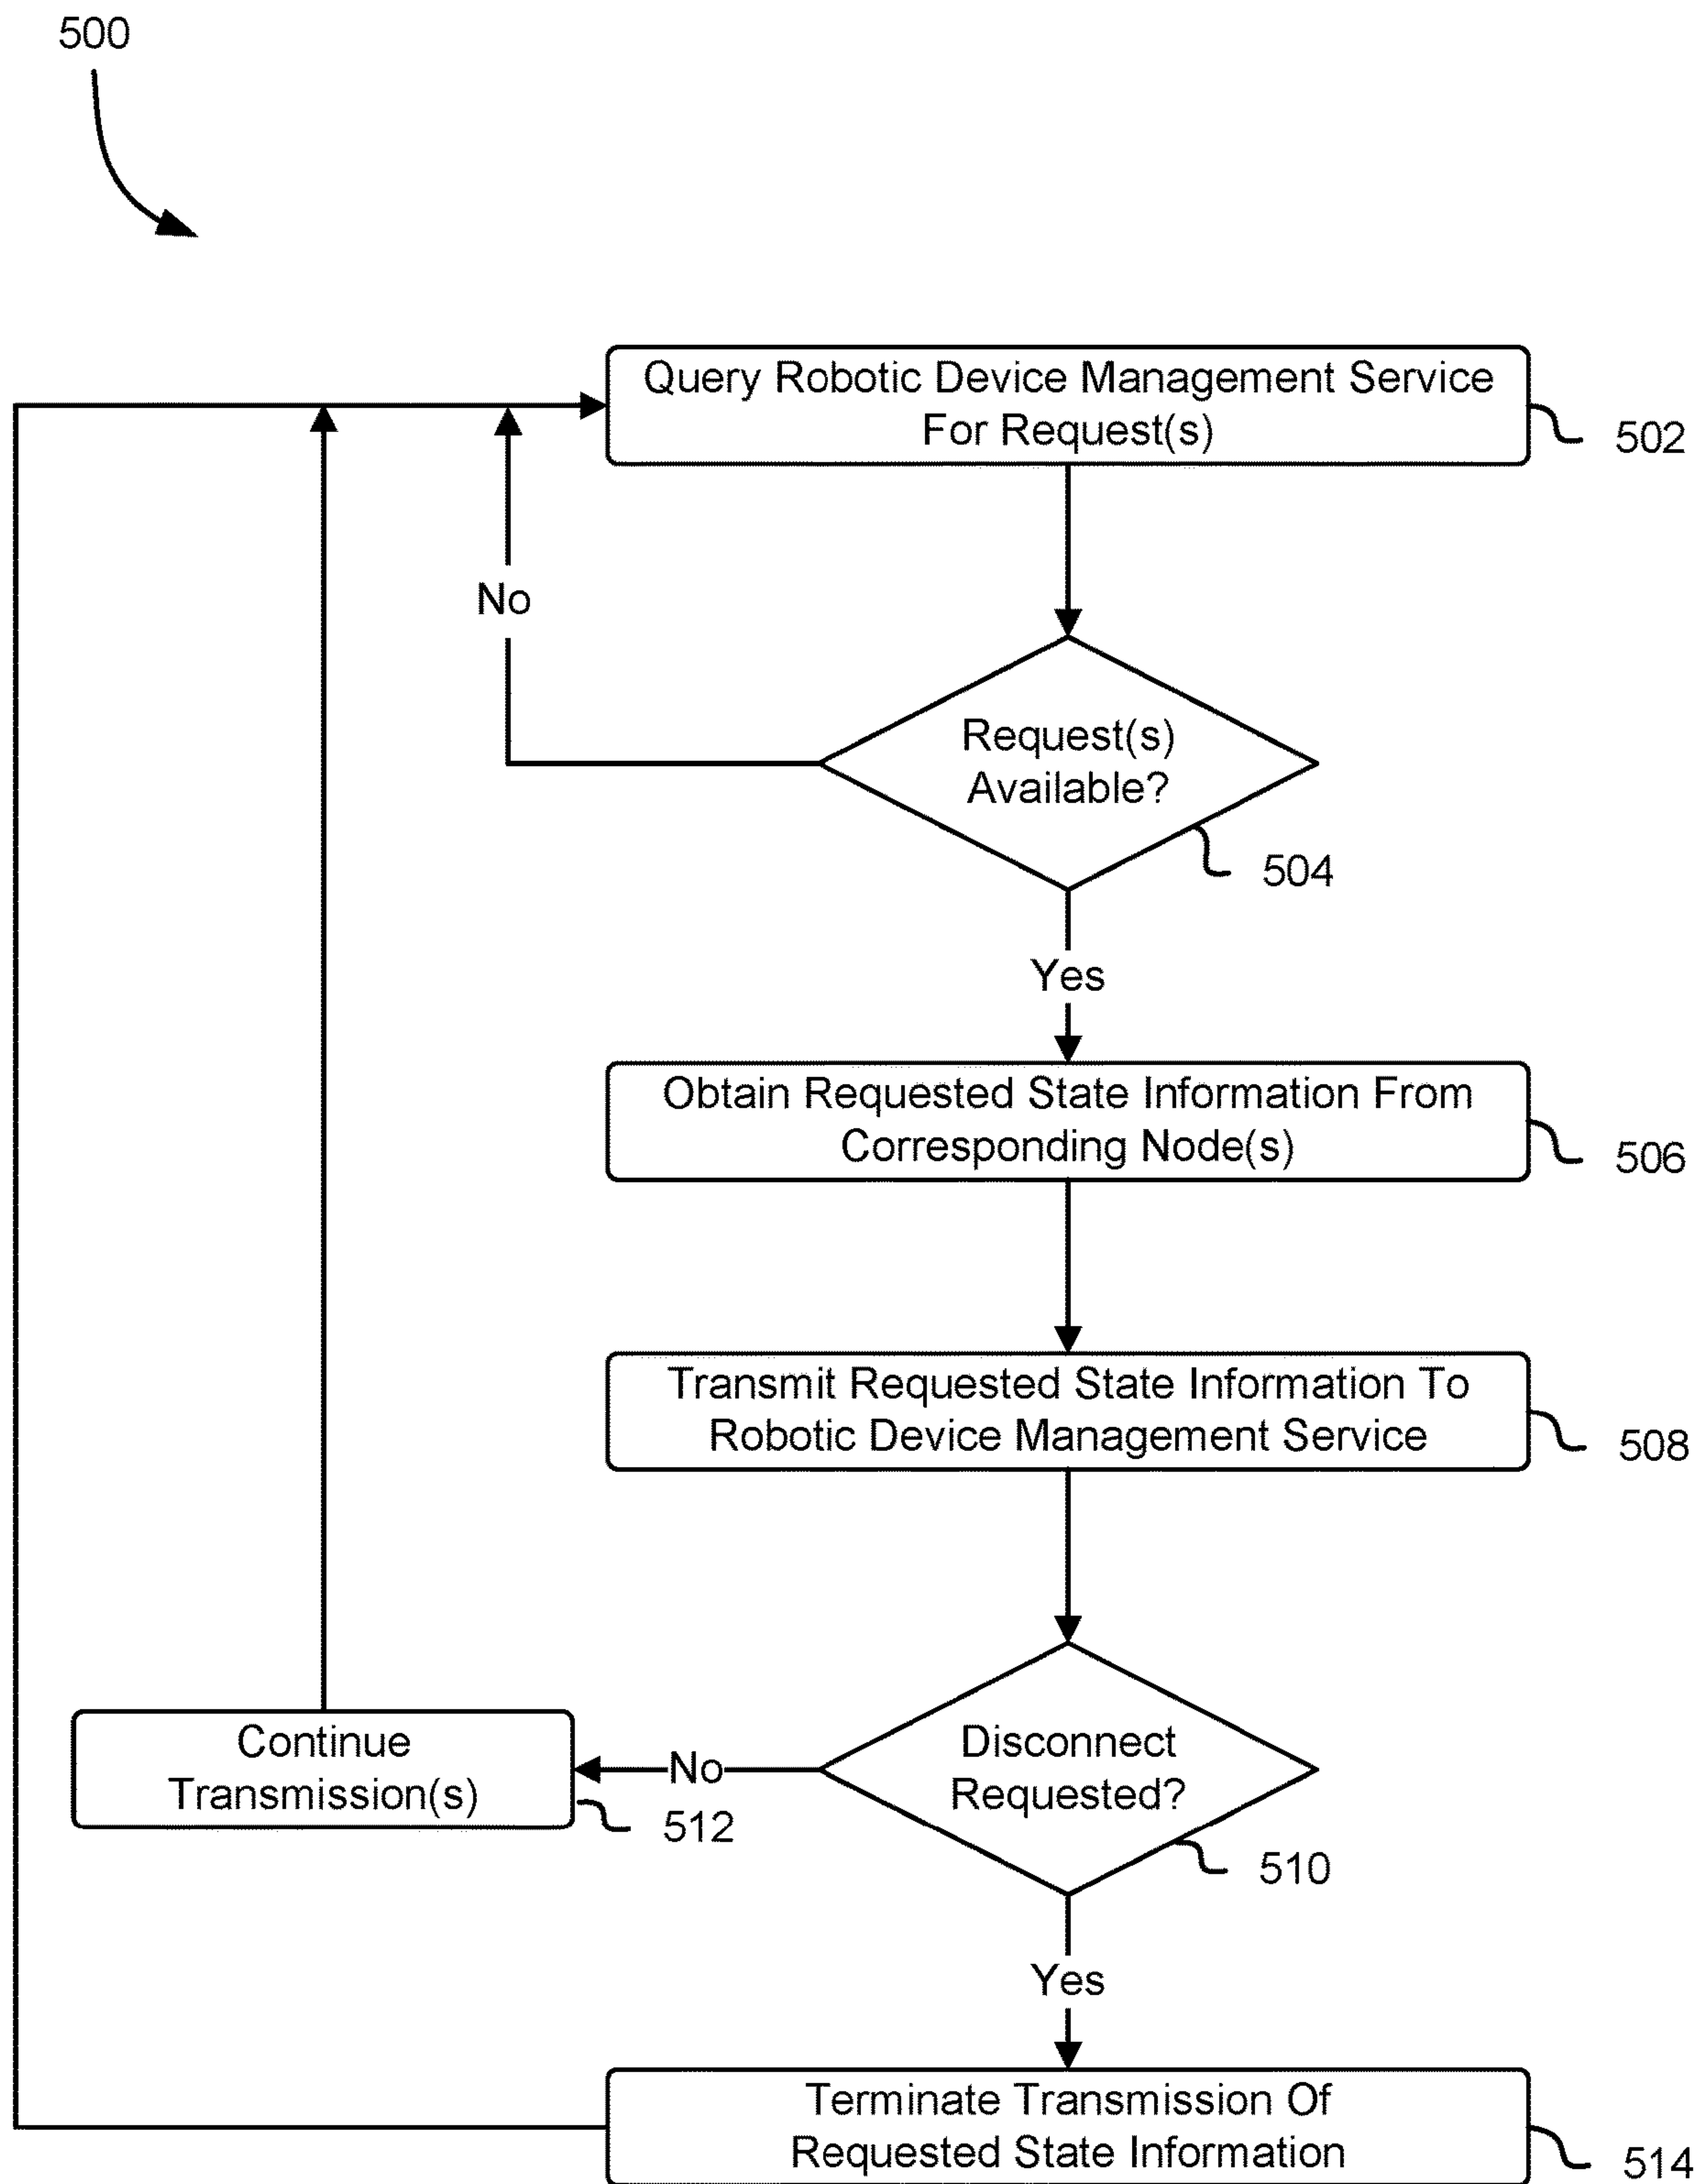 500
Query Robotic Device Management Service
For Request(s)
502
No
Request(s)
Available?
504
Yes
Obtain Requested State Information From
Corresponding Node(s)
506
Transmit Requested State Information To
Robotic Device Management Service
508
Continue
Transmission(s)
512
No
Disconnect
Requested?
510
Yes
Terminate Transmission Of
Requested State Information
514